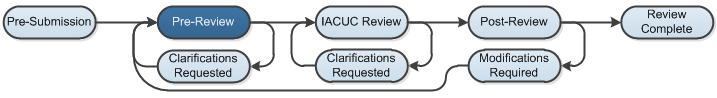 Pre-Submission
Pre-Review
IACUC Review
Post-Review
Review
Complete
Clarifications
Requested
Clarifications
Requested
Modifications
Required